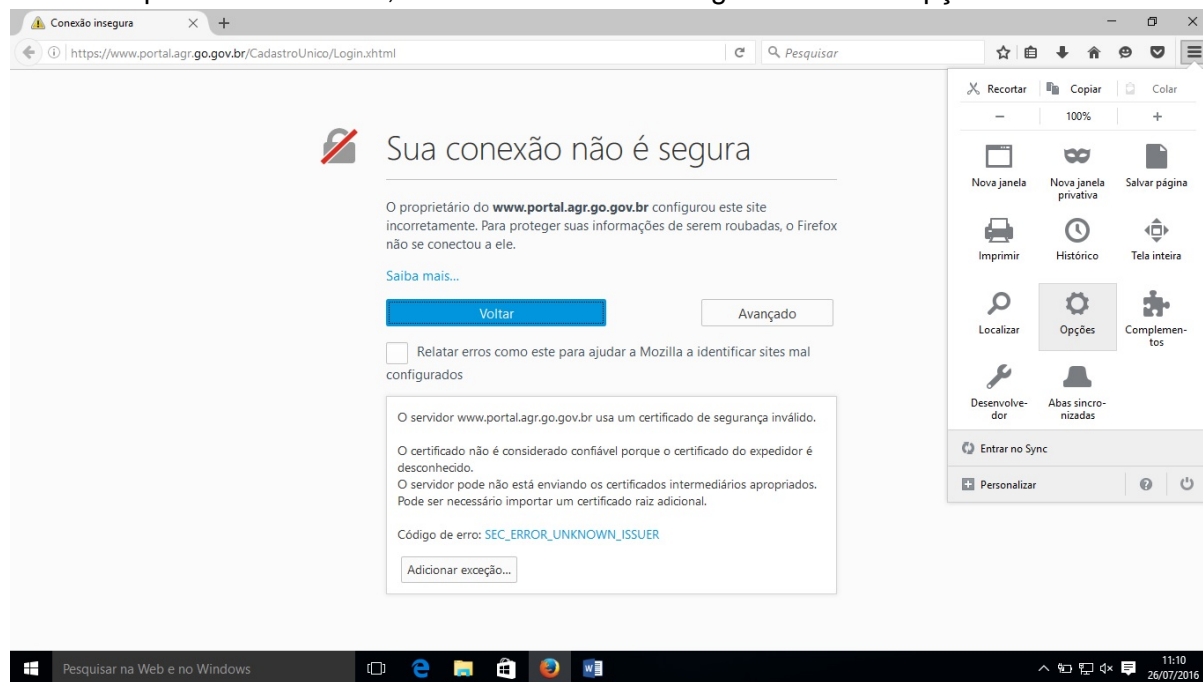 Conexão insegura
https://www.portal.agr.go.gov.br/CadastroUnico/Login.xhtml
Pesquisar
Recortar Copiar Colar
− 100% +
Nova janela
Nova janela
privativa
Salvar página
Imprimir
Histórico
Tela inteira
Localizar
Opções
Complemen-
tos
Desenvolve-
dor
Abas sincro-
nizadas
Entrar no Sync
Personalizar
Sua conexão não é segura
O proprietário do www.portal.agr.go.gov.br configurou este site
incorretamente. Para proteger suas informações de serem roubadas, o Firefox
não se conectou a ele.
Saiba mais...
Voltar
Avançado
Relatar erros como este para ajudar a Mozilla a identificar sites mal
configurados
O servidor www.portal.agr.go.gov.br usa um certificado de segurança inválido.
O certificado não é considerado confiável porque o certificado do expedidor é
desconhecido.
O servidor pode não está enviando os certificados intermediários apropriados.
Pode ser necessário importar um certificado raiz adicional.
Código de erro: SEC_ERROR_UNKNOWN_ISSUER
Adicionar exceção...
Pesquisar na Web e no Windows
11:10
26/07/2016